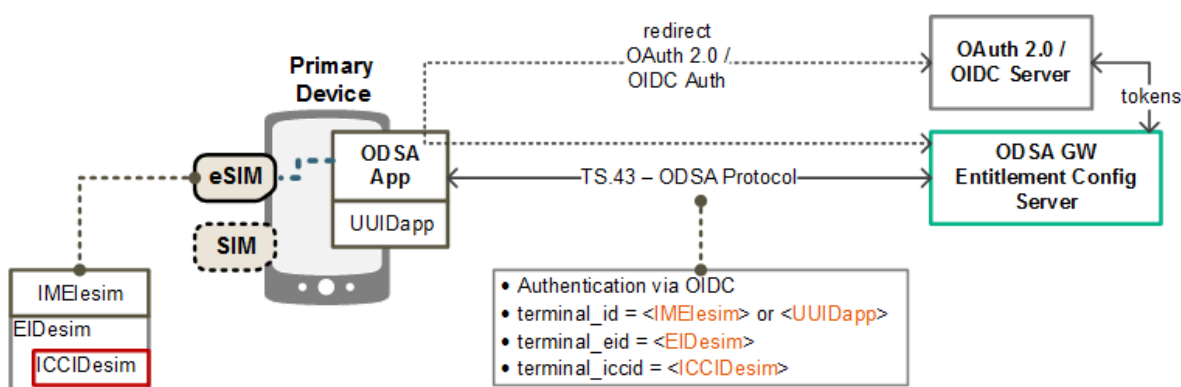 redirect
OAuth 2.0 /
OIDC Auth
OAuth 2.0 /
OIDC Server
tokens
Primary
Device
ODSA
App
UUIDapp
eSIM
SIM
TS.43 – ODSA Protocol
ODSA GW
Entitlement Config
Server
IMEIesim
EIDesim
ICCIDesim
• Authentication via OIDC
• terminal_id = <IMEIesim> or <UUIDapp>
• terminal_eid = <EIDesim>
• terminal_iccid = <ICCIDesim>